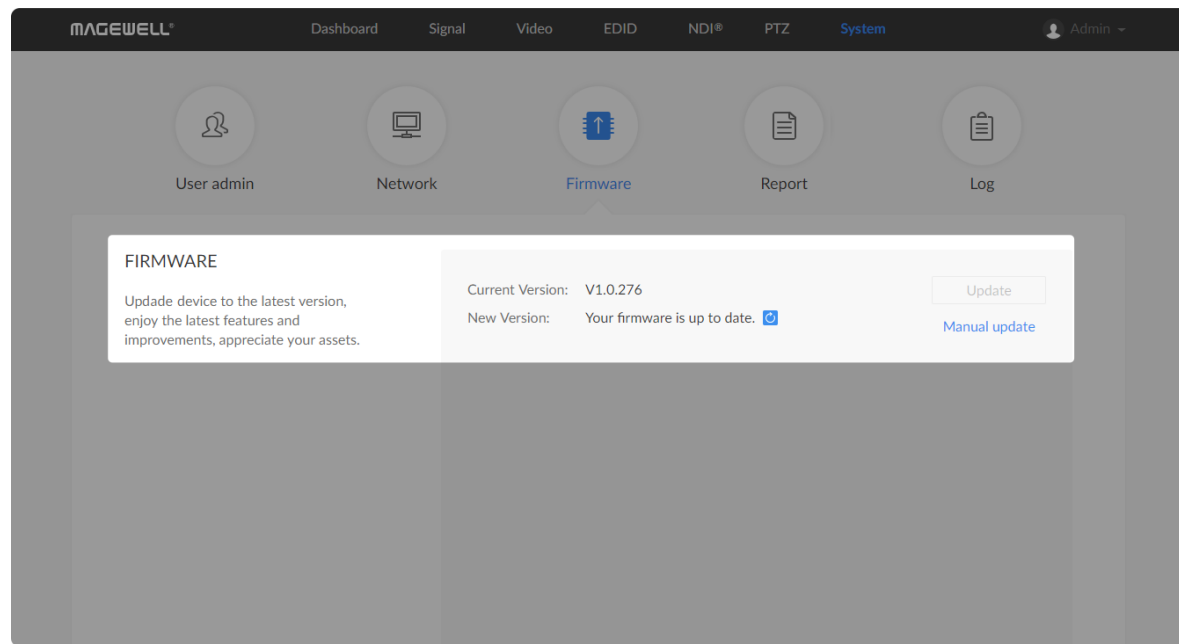 MAGEWELL®
Dashboard Signal Video EDID NDI® PTZ System Admin
User admin Network Firmware Report Log
FIRMWARE
Updade device to the latest version,
enjoy the latest features and
improvements, appreciate your assets.
Current Version: V1.0.276
New Version: Your firmware is up to date.
Update
Manual update